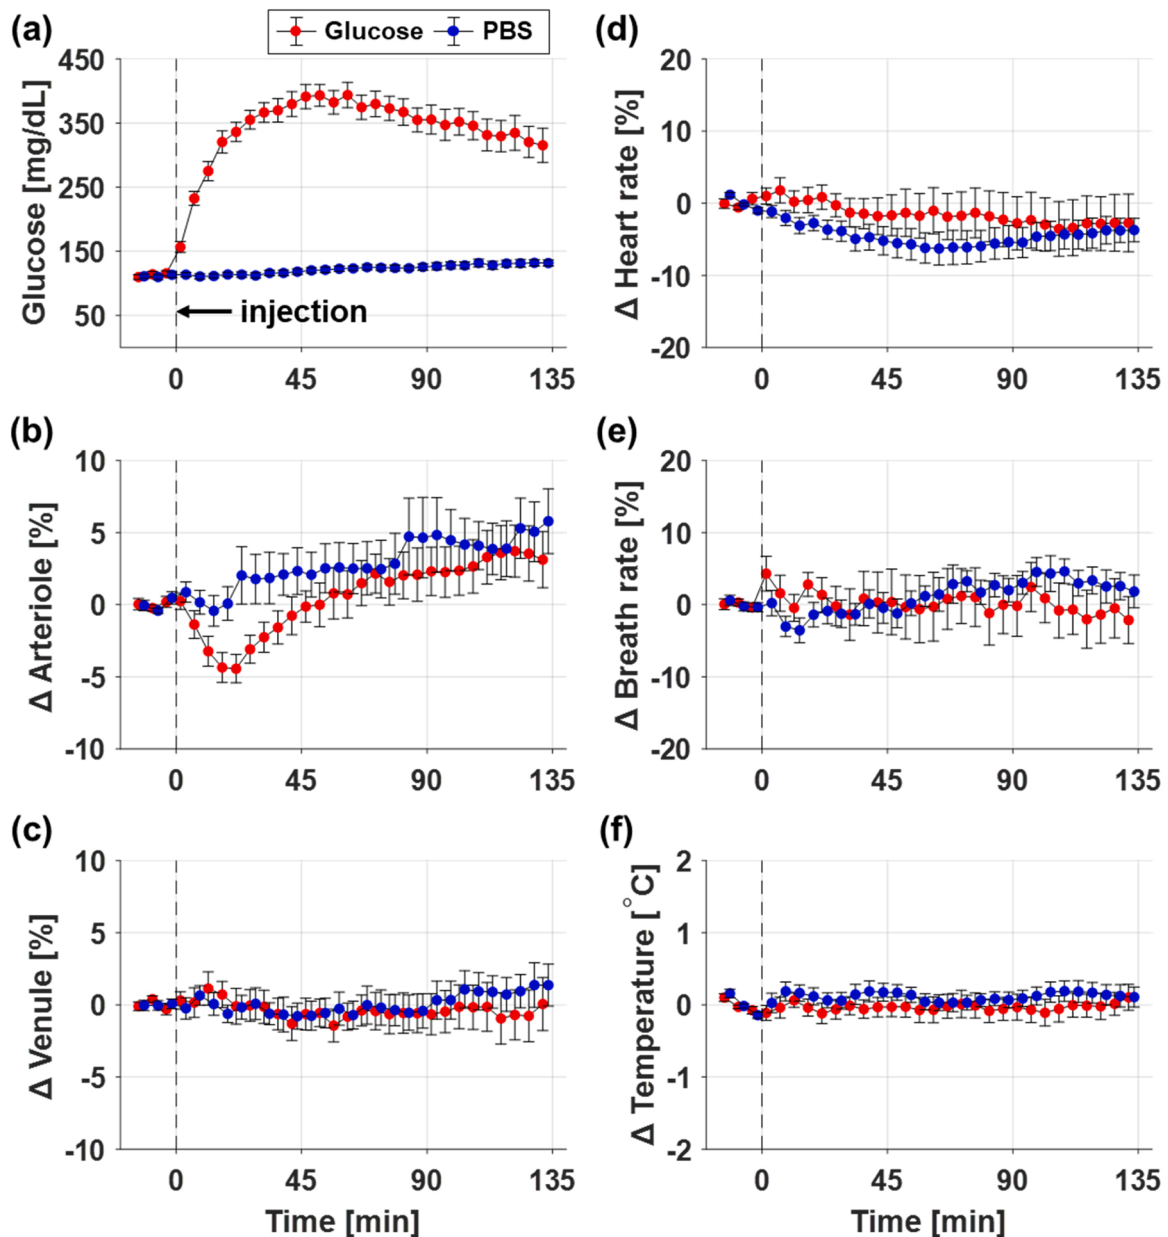 (a)
Glucose PBS
450
350
250
150
50
Glucose [mg/dL]
injection
0 45 90 135
(d)
20
10
0
-10
-20
Δ Heart rate [%]
0 45 90 135
(b)
10
5
0
-5
-10
Δ Arteriole [%]
0 45 90 135
(e)
20
10
0
-10
-20
Δ Breath rate [%]
0 45 90 135
(c)
10
5
0
-5
-10
Δ Venule [%]
0 45 90 135
Time [min]
(f)
2
1
0
-1
-2
Δ Temperature [°C]
0 45 90 135
Time [min]